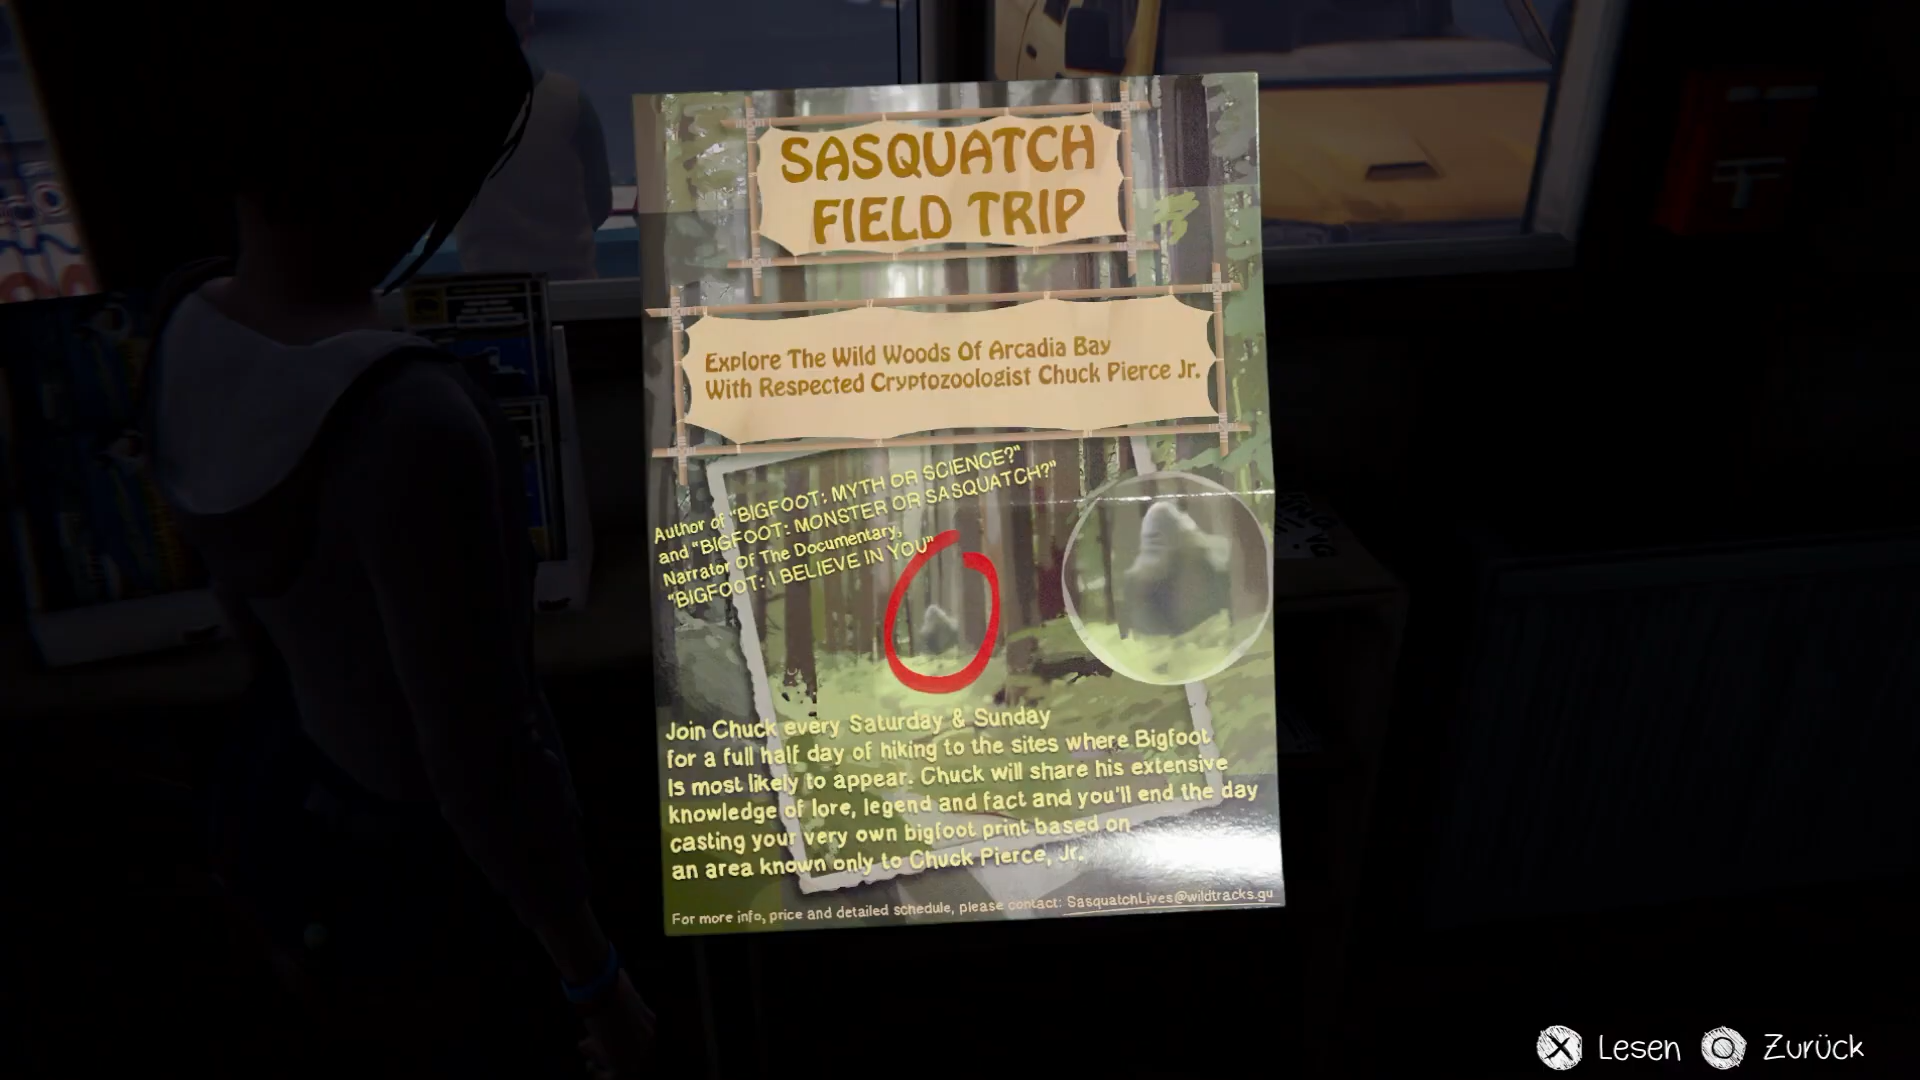 SASQUATCH
FIELD TRIP
Explore The Wild Woods Of Arcadia Bay
With Respected Cryptozoologist Chuck Pierce Jr.
Author of "BIGFOOT: MYTH OR SCIENCE?"
and "BIGFOOT: MONSTER OR SASQUATCH?"
Narrator Of The Documentary,
"BIGFOOT: I BELIEVE IN YOU"
Join Chuck every Saturday & Sunday
for a full half day of hiking to the sites where Bigfoot
Is most likely to appear. Chuck will share his extensive
knowledge of lore, legend and fact and you'll end the day
casting your very own bigfoot print based on
an area known only to Chuck Pierce, Jr.
For more info, price and detailed schedule, please contact: SasquatchLives@wildtracks.gu
Lesen Zurück